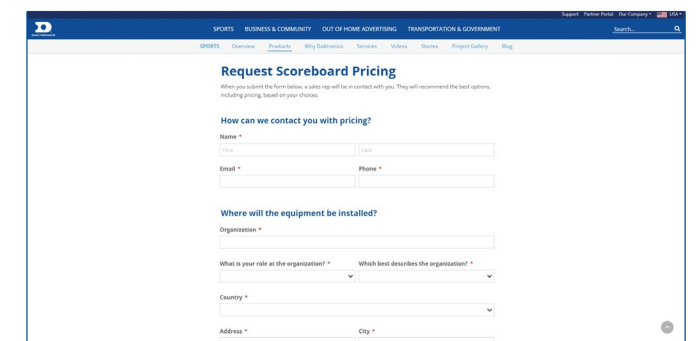 Support Partner Portal Our Company USA
DAKTRONICS
SPORTS BUSINESS & COMMUNITY OUT OF HOME ADVERTISING TRANSPORTATION & GOVERNMENT Search...
SPORTS Overview Products Why Daktronics Services Videos Stories Project Gallery Blog
Request Scoreboard Pricing
When you submit the form below, a sales rep will be in contact with you. They will recommend the best options,
including pricing, based on your choices.
How can we contact you with pricing?
Name *
First Last
Email * Phone *
Where will the equipment be installed?
Organization *
What is your role at the organization? * Which best describes the organization? *
Country *
Address * City *